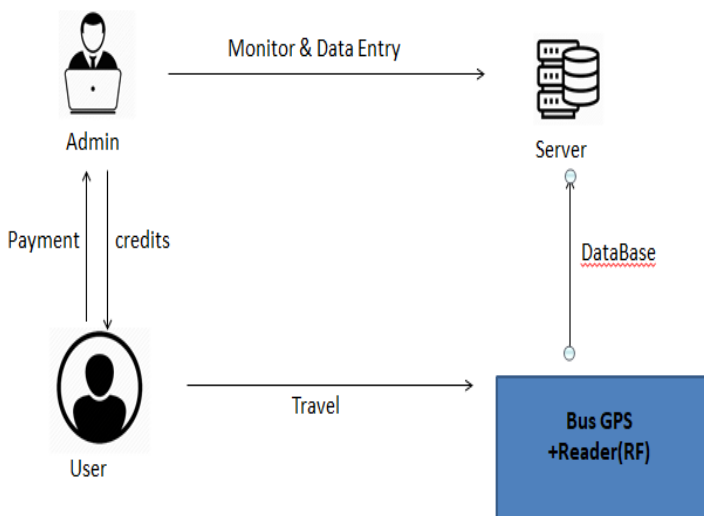 Monitor & Data Entry
Admin
Server
Payment
credits
DataBase
Travel
Bus GPS
+Reader(RF)
User